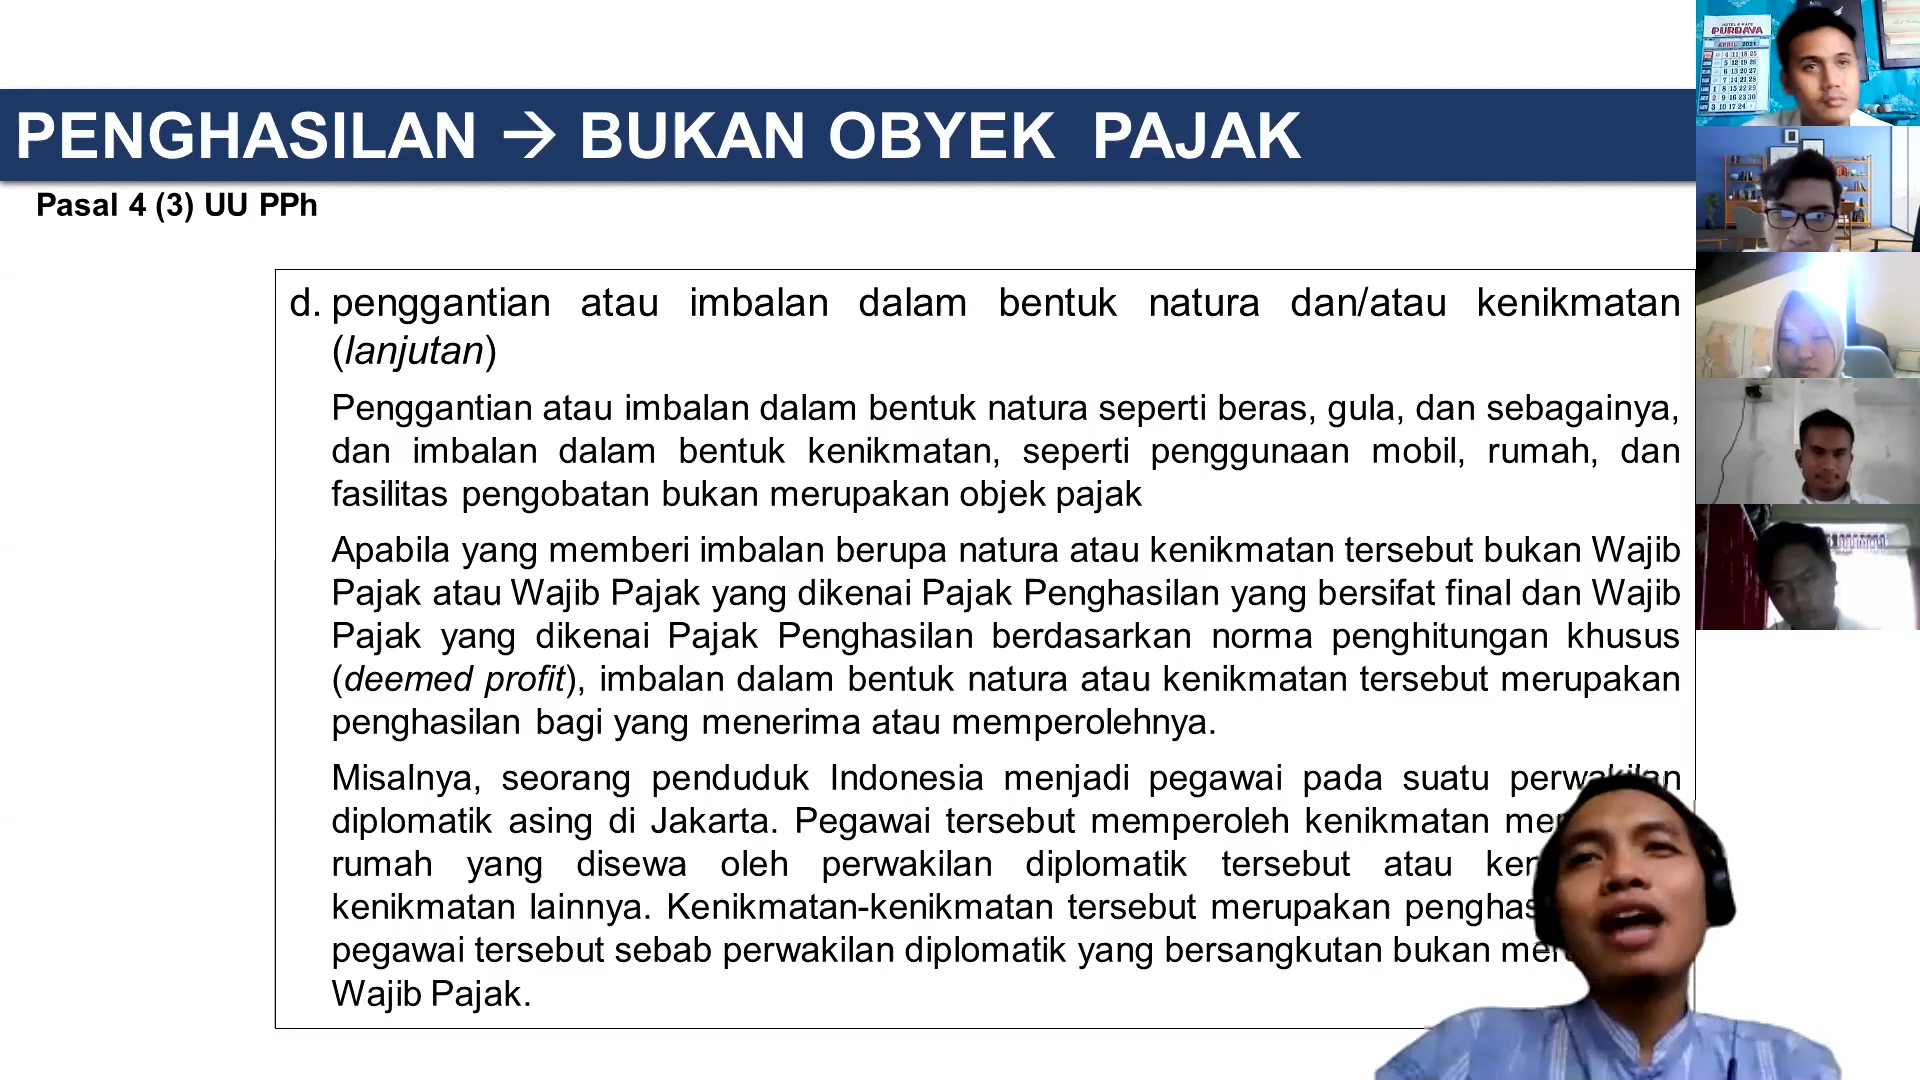 PENGHASILAN → BUKAN OBYEK PAJAK
Pasal 4 (3) UU PPh
d. penggantian atau imbalan dalam bentuk natura dan/atau kenikmatan
(lanjutan)
Penggantian atau imbalan dalam bentuk natura seperti beras, gula, dan sebagainya,
dan imbalan dalam bentuk kenikmatan, seperti penggunaan mobil, rumah, dan
fasilitas pengobatan bukan merupakan objek pajak
Apabila yang memberi imbalan berupa natura atau kenikmatan tersebut bukan Wajib
Pajak atau Wajib Pajak yang dikenai Pajak Penghasilan yang bersifat final dan Wajib
Pajak yang dikenai Pajak Penghasilan berdasarkan norma penghitungan khusus
(deemed profit), imbalan dalam bentuk natura atau kenikmatan tersebut merupakan
penghasilan bagi yang menerima atau memperolehnya.
Misalnya, seorang penduduk Indonesia menjadi pegawai pada suatu perwakilan
diplomatik asing di Jakarta. Pegawai tersebut memperoleh kenikmatan
rumah yang disewa oleh perwakilan diplomatik tersebut atau
kenikmatan lainnya. Kenikmatan-kenikmatan tersebut merupakan
pegawai tersebut sebab perwakilan diplomatik yang bersangkutan bukan
Wajib Pajak.
PURBAYA
APRIL 2021